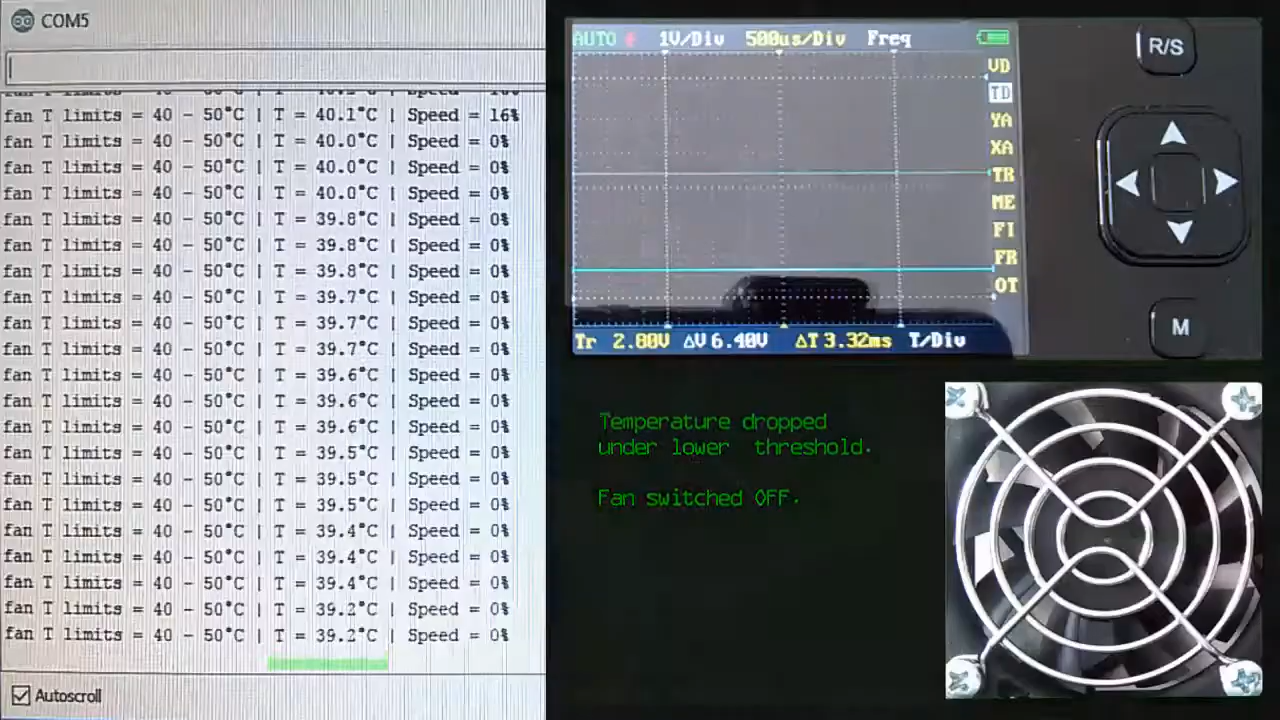 COM5
fan T limits = 40 - 50°C | T = 40.1°C | Speed = 16%
fan T limits = 40 - 50°C | T = 40.0°C | Speed = 0%
fan T limits = 40 - 50°C | T = 40.0°C | Speed = 0%
fan T limits = 40 - 50°C | T = 40.0°C | Speed = 0%
fan T limits = 40 - 50°C | T = 39.8°C | Speed = 0%
fan T limits = 40 - 50°C | T = 39.8°C | Speed = 0%
fan T limits = 40 - 50°C | T = 39.8°C | Speed = 0%
fan T limits = 40 - 50°C | T = 39.7°C | Speed = 0%
fan T limits = 40 - 50°C | T = 39.7°C | Speed = 0%
fan T limits = 40 - 50°C | T = 39.7°C | Speed = 0%
fan T limits = 40 - 50°C | T = 39.6°C | Speed = 0%
fan T limits = 40 - 50°C | T = 39.6°C | Speed = 0%
fan T limits = 40 - 50°C | T = 39.6°C | Speed = 0%
fan T limits = 40 - 50°C | T = 39.5°C | Speed = 0%
fan T limits = 40 - 50°C | T = 39.5°C | Speed = 0%
fan T limits = 40 - 50°C | T = 39.5°C | Speed = 0%
fan T limits = 40 - 50°C | T = 39.4°C | Speed = 0%
fan T limits = 40 - 50°C | T = 39.4°C | Speed = 0%
fan T limits = 40 - 50°C | T = 39.4°C | Speed = 0%
fan T limits = 40 - 50°C | T = 39.2°C | Speed = 0%
fan T limits = 40 - 50°C | T = 39.2°C | Speed = 0%
Autoscroll
AUTO 1V/Div 500us/Div Freq
VD
TD
YA
XA
TR
ME
FI
FR
OT
Tr 2.80V ΔV 6.40V ΔT 3.32ms T/Div
R/S
M
Temperature dropped
under lower threshold.
Fan switched OFF.